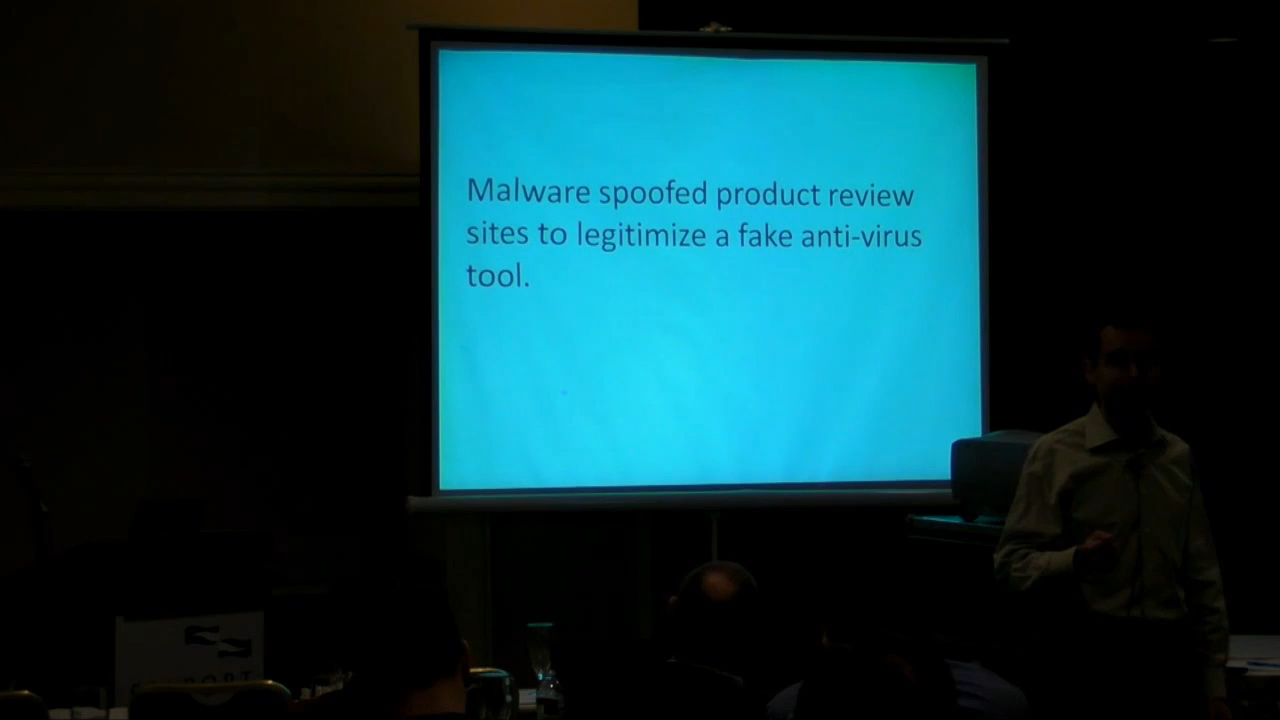 Malware spoofed product review
sites to legitimize a fake anti-virus
tool.